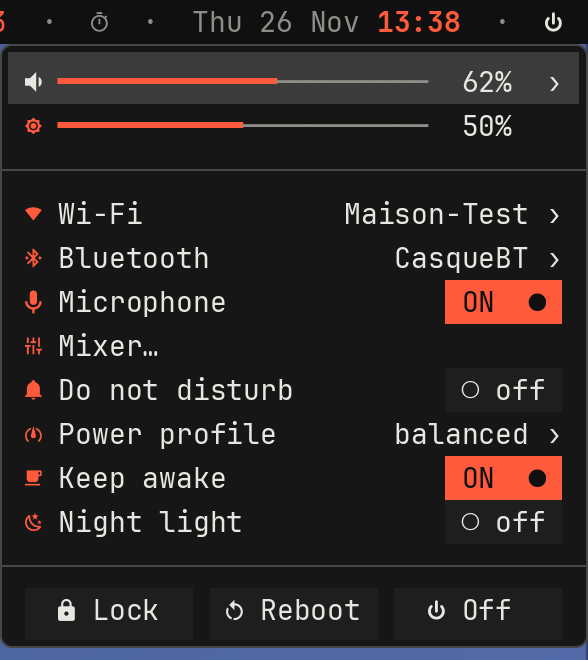 • • Thu 26 Nov 13:38 •
62% ›
50%
Wi-Fi Maison-Test ›
Bluetooth CasqueBT ›
Microphone ON
Mixer…
Do not disturb off
Power profile balanced ›
Keep awake ON
Night light off
Lock Reboot Off